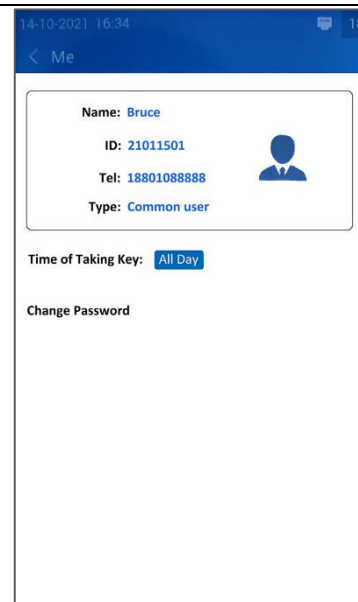 14-10-2021 16:34
< Me
Name: Bruce
ID: 21011501
Tel: 18801088888
Type: Common user
Time of Taking Key: All Day
Change Password